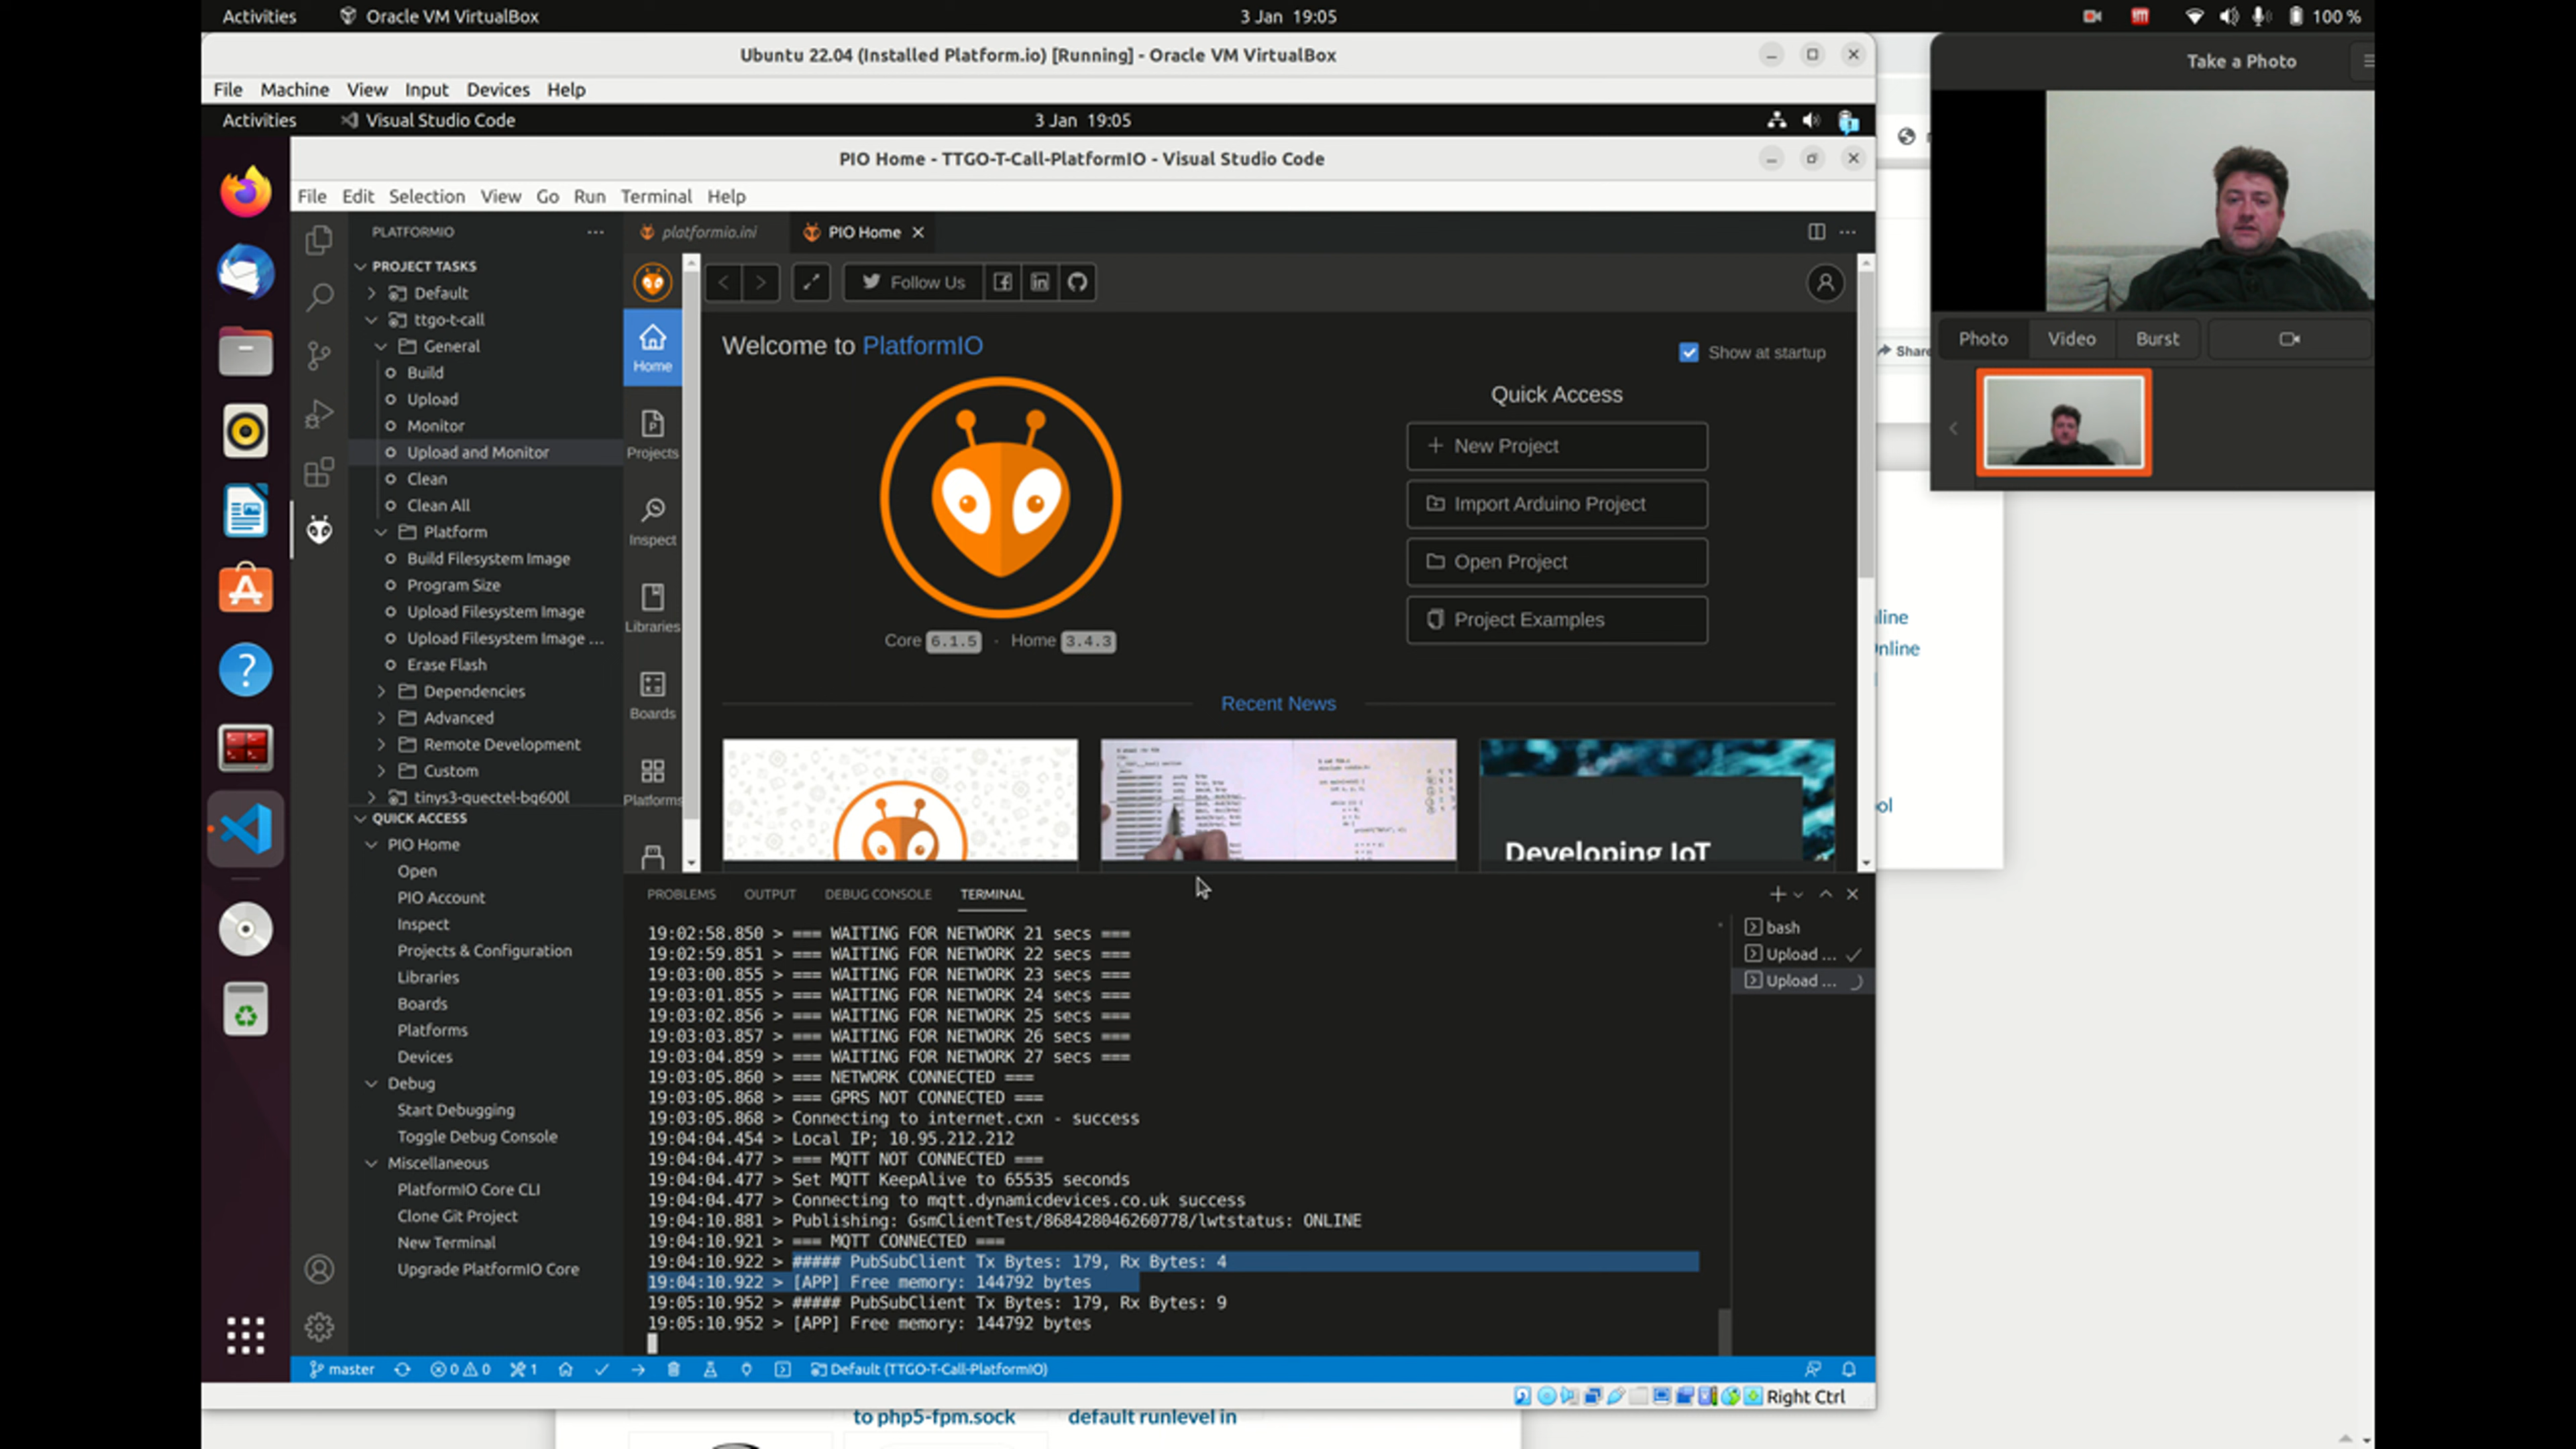 Activities
Oracle VM VirtualBox
3 Jan 19:05
100 %
Ubuntu 22.04 (Installed Platform.io) [Running] - Oracle VM VirtualBox
File Machine View Input Devices Help
Activities
Visual Studio Code
3 Jan 19:05
PIO Home - TTGO-T-Call-PlatformIO - Visual Studio Code
File Edit Selection View Go Run Terminal Help
PLATFORMIO
PROJECT TASKS
Default
ttgo-t-call
General
Build
Upload
Monitor
Upload and Monitor
Clean
Clean All
Platform
Build Filesystem Image
Program Size
Upload Filesystem Image
Upload Filesystem Image ...
Erase Flash
Dependencies
Advanced
Remote Development
Custom
tinys3-quectel-bg600l
QUICK ACCESS
PIO Home
Open
PIO Account
Inspect
Projects & Configuration
Libraries
Boards
Platforms
Devices
Debug
Start Debugging
Toggle Debug Console
Miscellaneous
PlatformIO Core CLI
Clone Git Project
New Terminal
Upgrade PlatformIO Core
platformio.ini
PIO Home
Home
Projects
Inspect
Libraries
Boards
Platforms
Follow Us
Welcome to PlatformIO
Show at startup
Core 6.1.5 · Home 3.4.3
Quick Access
New Project
Import Arduino Project
Open Project
Project Examples
Recent News
Developing IoT
PROBLEMS OUTPUT DEBUG CONSOLE TERMINAL
19:02:58.850 > === WAITING FOR NETWORK 21 secs ===
19:02:59.851 > === WAITING FOR NETWORK 22 secs ===
19:03:00.855 > === WAITING FOR NETWORK 23 secs ===
19:03:01.855 > === WAITING FOR NETWORK 24 secs ===
19:03:02.856 > === WAITING FOR NETWORK 25 secs ===
19:03:03.857 > === WAITING FOR NETWORK 26 secs ===
19:03:04.859 > === WAITING FOR NETWORK 27 secs ===
19:03:05.860 > === NETWORK CONNECTED ===
19:03:05.868 > === GPRS NOT CONNECTED ===
19:03:05.868 > Connecting to internet.cxn - success
19:04:04.454 > Local IP; 10.95.212.212
19:04:04.477 > === MQTT NOT CONNECTED ===
19:04:04.477 > Set MQTT KeepAlive to 65535 seconds
19:04:04.477 > Connecting to mqtt.dynamicdevices.co.uk success
19:04:10.881 > Publishing: GsmClientTest/868428046260778/lwtstatus: ONLINE
19:04:10.921 > === MQTT CONNECTED ===
19:04:10.922 > ##### PubSubClient Tx Bytes: 179, Rx Bytes: 4
19:04:10.922 > [APP] Free memory: 144792 bytes
19:05:10.952 > ##### PubSubClient Tx Bytes: 179, Rx Bytes: 9
19:05:10.952 > [APP] Free memory: 144792 bytes
bash
Upload ...
Upload ...
master
0 0
1
Default (TTGO-T-Call-PlatformIO)
Right Ctrl
Take a Photo
Photo Video Burst
Share
line
nline
ol
to php5-fpm.sock
default runlevel in